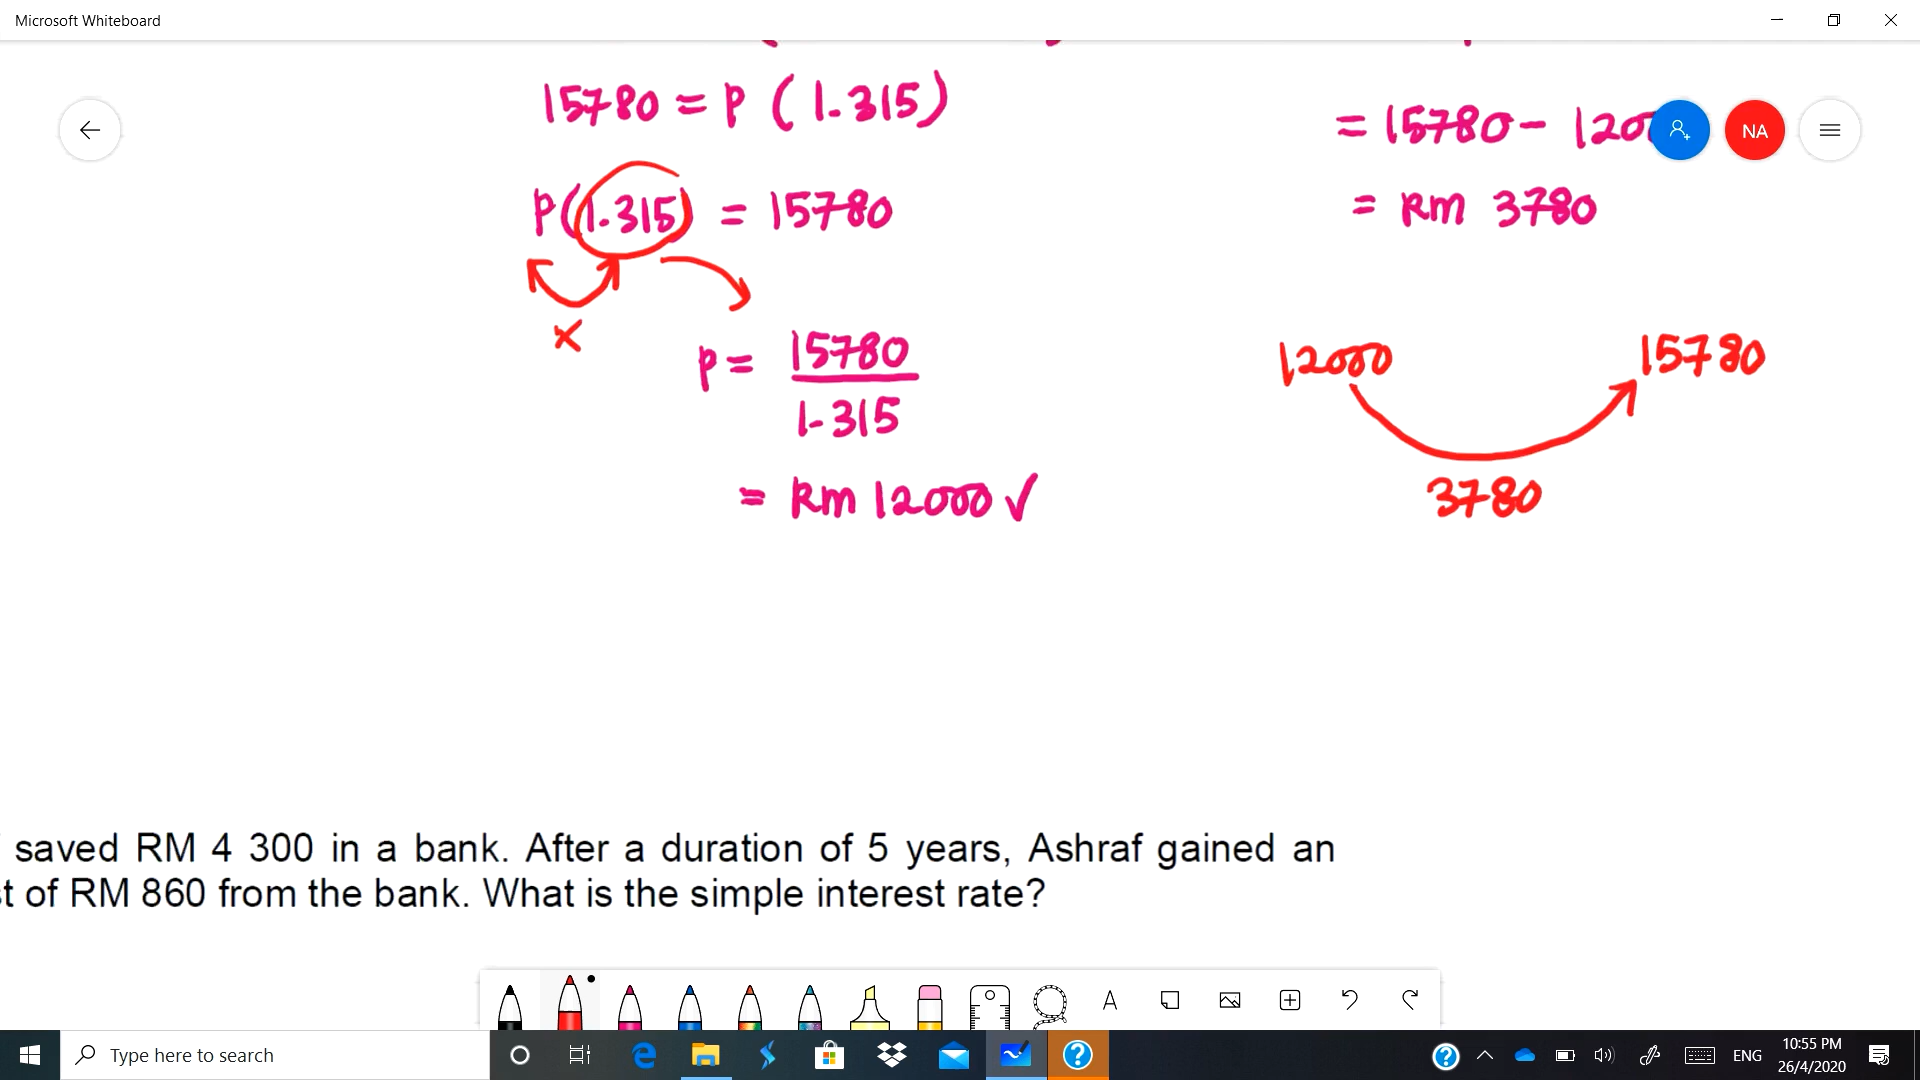 Microsoft Whiteboard
15780 = P (1.315)
P(1.315) = 15780
x
P = 15780
1.315
= Rm 12000 ✓
= 15780 - 1200
NA
= Rm 3780
12000
15780
3780
saved RM 4 300 in a bank. After a duration of 5 years, Ashraf gained an
of RM 860 from the bank. What is the simple interest rate?
A
Type here to search
ENG
10:55 PM
26/4/2020